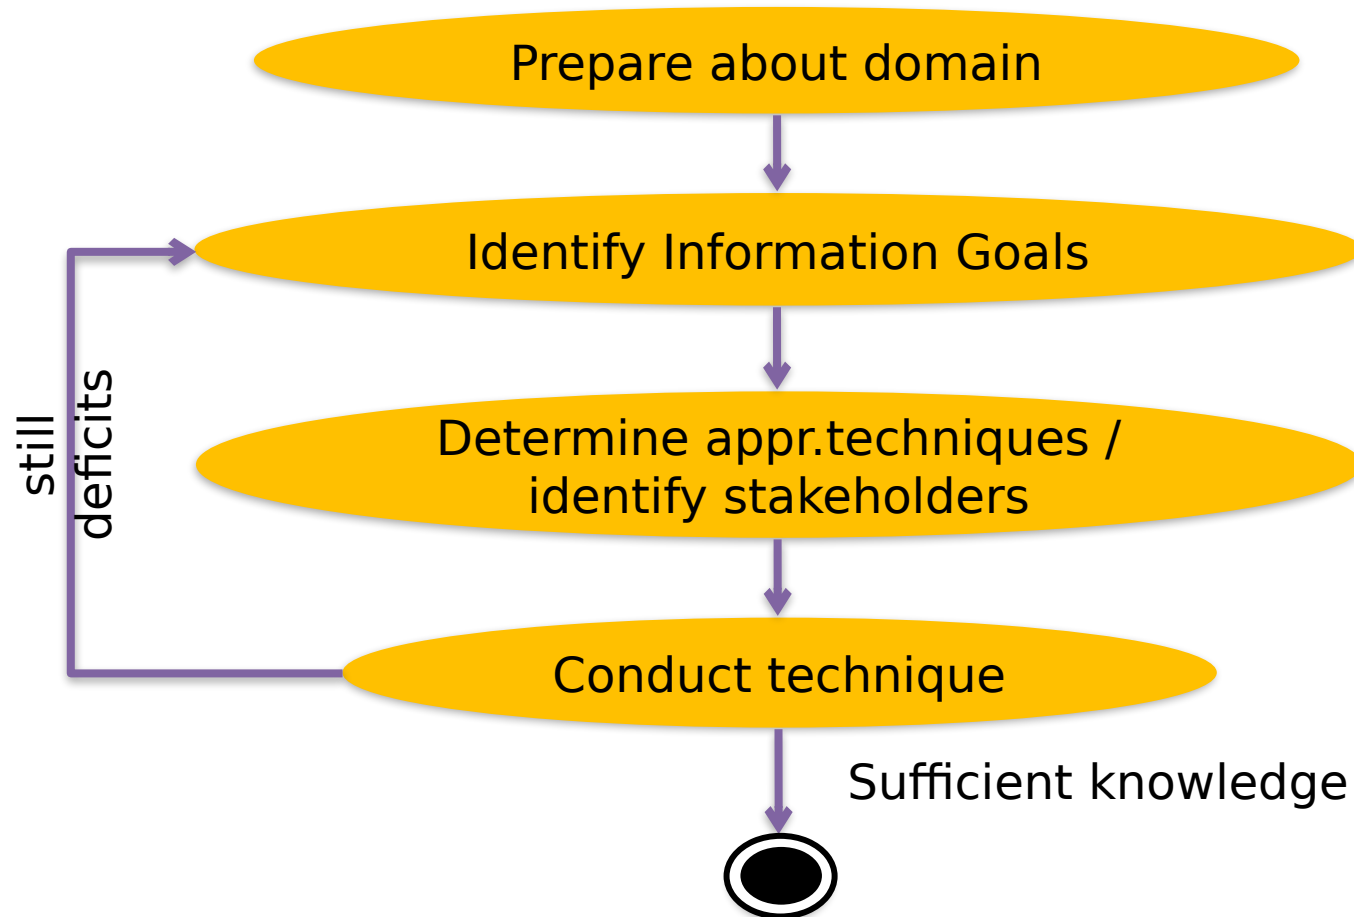 Prepare about domain
Identify Information Goals
still
deficits
Determine appr.techniques /
identify stakeholders
Conduct technique
Sufficient knowledge